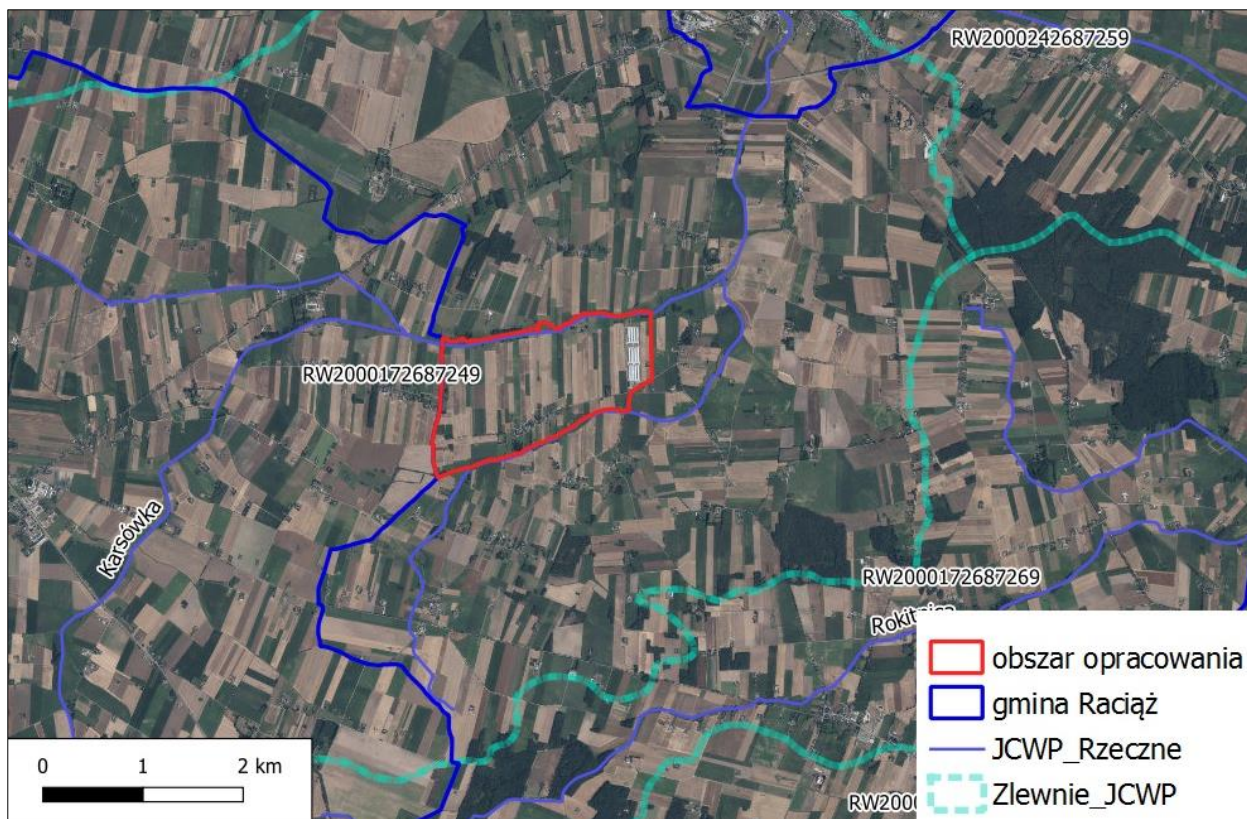 RW2000242687259
RW2000172687249
Karsówka
RW2000172687269
Rokitnica
obszar opracowania
gmina Raciąż
JCWP_Rzeczne
Zlewnie_JCWP
0 1 2 km